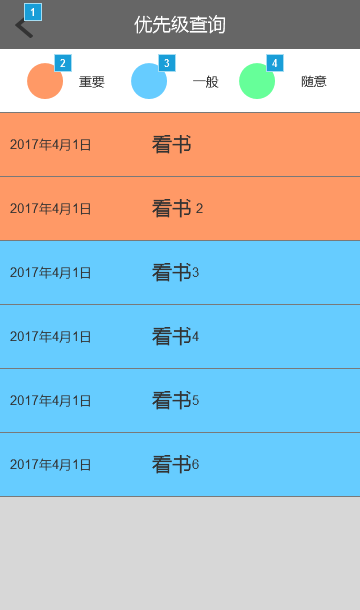 1
优先级查询
2 重要 3 一般 4 随意
2017年4月1日 看书
2017年4月1日 看书 2
2017年4月1日 看书3
2017年4月1日 看书4
2017年4月1日 看书5
2017年4月1日 看书6